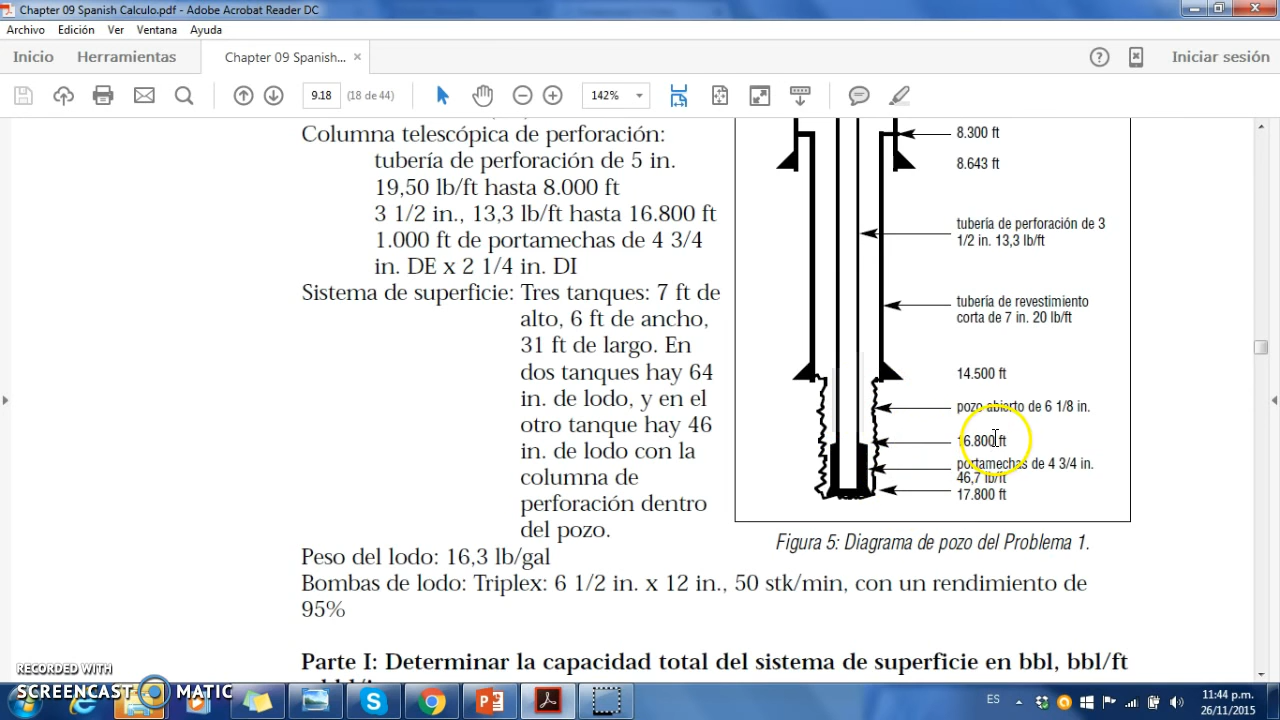 Chapter 09 Spanish Calculo.pdf - Adobe Acrobat Reader DC
Archivo Edición Ver Ventana Ayuda
Inicio Herramientas Chapter 09 Spanish... × Iniciar sesión
9.18 (18 de 44) 142%
Columna telescópica de perforación:
tubería de perforación de 5 in.
19,50 lb/ft hasta 8.000 ft
3 1/2 in., 13,3 lb/ft hasta 16.800 ft
1.000 ft de portamechas de 4 3/4
in. DE x 2 1/4 in. DI
Sistema de superficie: Tres tanques: 7 ft de
alto, 6 ft de ancho,
31 ft de largo. En
dos tanques hay 64
in. de lodo, y en el
otro tanque hay 46
in. de lodo con la
columna de
perforación dentro
del pozo.
8.300 ft
8.643 ft
tubería de perforación de 3
1/2 in. 13,3 lb/ft
tubería de revestimiento
corta de 7 in. 20 lb/ft
14.500 ft
pozo abierto de 6 1/8 in.
16.800 ft
portamechas de 4 3/4 in.
46,7 lb/ft
17.800 ft
Figura 5: Diagrama de pozo del Problema 1.
Peso del lodo: 16,3 lb/gal
Bombas de lodo: Triplex: 6 1/2 in. x 12 in., 50 stk/min, con un rendimiento de
95%
Parte I: Determinar la capacidad total del sistema de superficie en bbl, bbl/ft
RECORDED WITH
SCREENCAST MATIC
ES
11:44 p.m.
26/11/2015